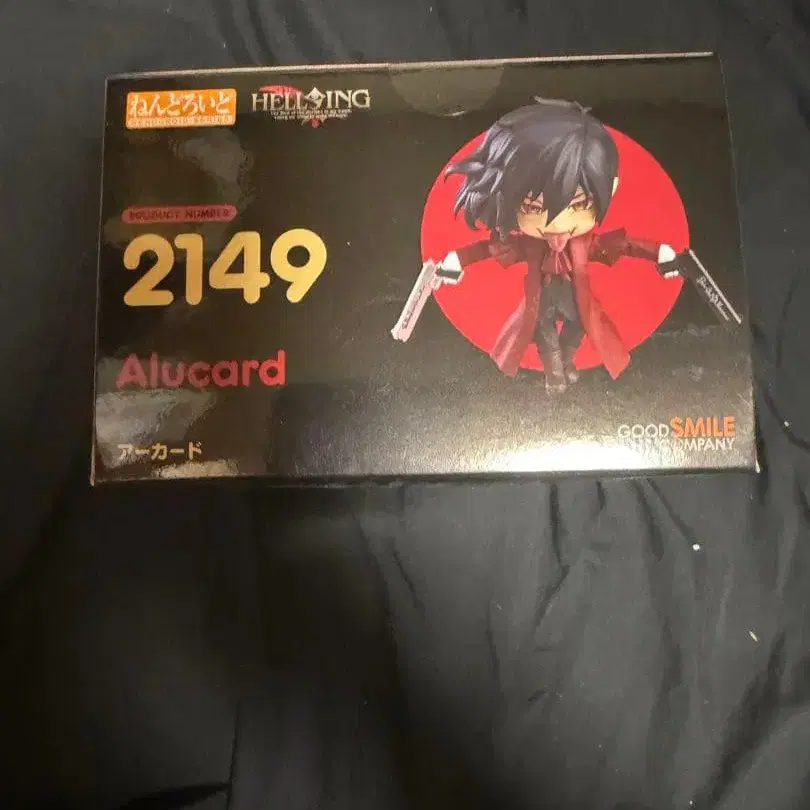 ねんどろいど
NENDOROID SERIES
HELLSING
PRODUCT NUMBER
2149
Alucard
アーカード
GOOD SMILE
COMPANY